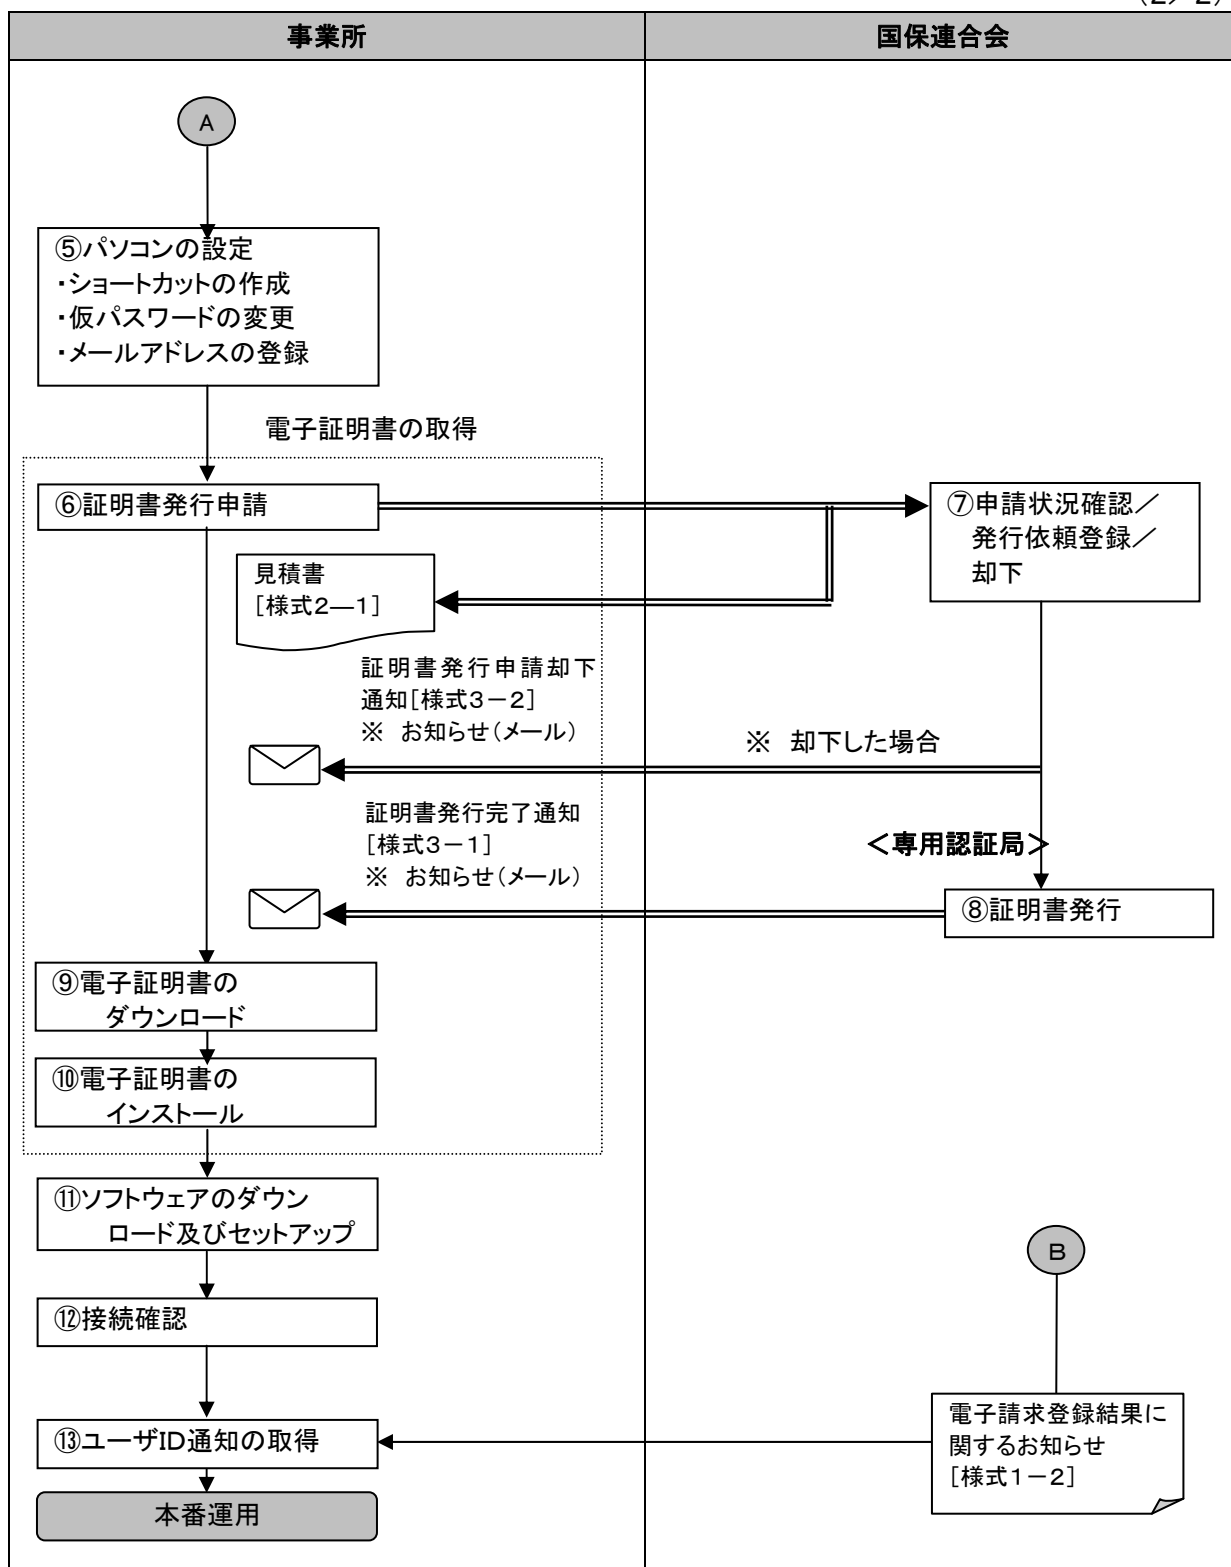 (2/2)
事業所
国保連合会
A
⑤パソコンの設定
・ショートカットの作成
・仮パスワードの変更
・メールアドレスの登録
電子証明書の取得
⑥証明書発行申請
⑦申請状況確認/
発行依頼登録/
却下
見積書
[様式2―1]
証明書発行申請却下
通知[様式3-2]
※ お知らせ(メール)
※ 却下した場合
証明書発行完了通知
[様式3-1]
※ お知らせ(メール)
<専用認証局>
⑧証明書発行
⑨電子証明書の
ダウンロード
⑩電子証明書の
インストール
⑪ソフトウェアのダウン
ロード及びセットアップ
B
⑫接続確認
電子請求登録結果に
関するお知らせ
[様式1-2]
⑬ユーザID通知の取得
本番運用